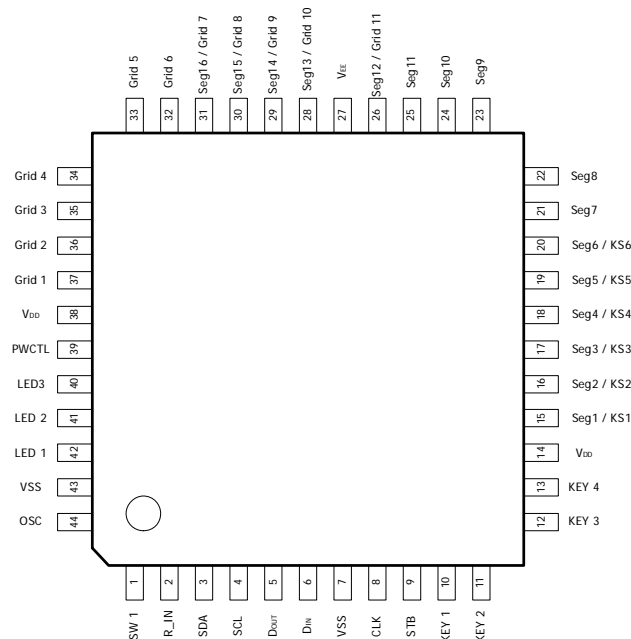 Grid 5
Grid 6
Seg16 / Grid 7
Seg15 / Grid 8
Seg14 / Grid 9
Seg13 / Grid 10
VEE
Seg12 / Grid 11
Seg11
Seg10
Seg9
33
32
31
30
29
28
27
26
25
24
23
Grid 4 34
Grid 3 35
Grid 2 36
Grid 1 37
VDD 38
PWCTL 39
LED3 40
LED 2 41
LED 1 42
VSS 43
OSC 44
22 Seg8
21 Seg7
20 Seg6 / KS6
19 Seg5 / KS5
18 Seg4 / KS4
17 Seg3 / KS3
16 Seg2 / KS2
15 Seg1 / KS1
14 VDD
13 KEY 4
12 KEY 3
1
2
3
4
5
6
7
8
9
10
11
SW 1
R_IN
SDA
SCL
DOUT
DIN
VSS
CLK
STB
KEY 1
KEY 2